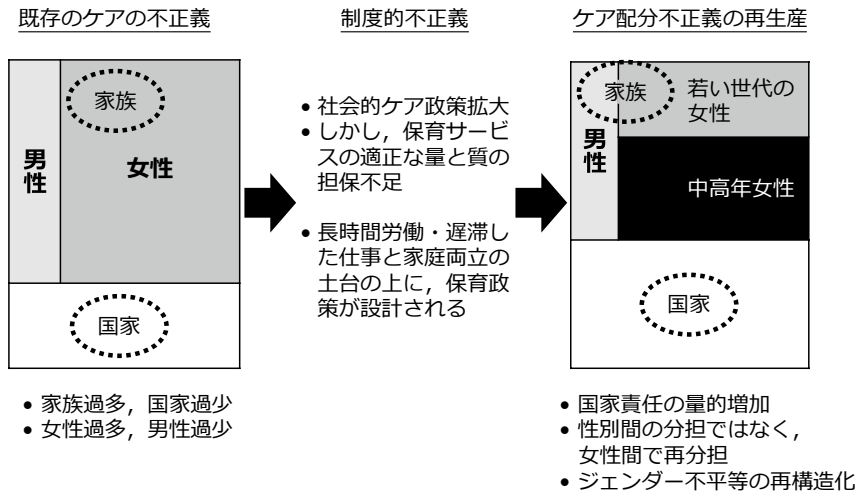 既存のケアの不正義
家族
男性
女性
国家
• 家族過多，国家過少
• 女性過多，男性過少
制度的不正義
• 社会的ケア政策拡大
• しかし，保育サービ
スの適正な量と質の
担保不足
• 長時間労働・遅滞し
た仕事と家庭両立の
土台の上に，保育政
策が設計される
ケア配分不正義の再生産
家族
若い世代の
女性
男性
中高年女性
国家
• 国家責任の量的増加
• 性別間の分担ではなく，
女性間で再分担
• ジェンダー不平等の再構造化